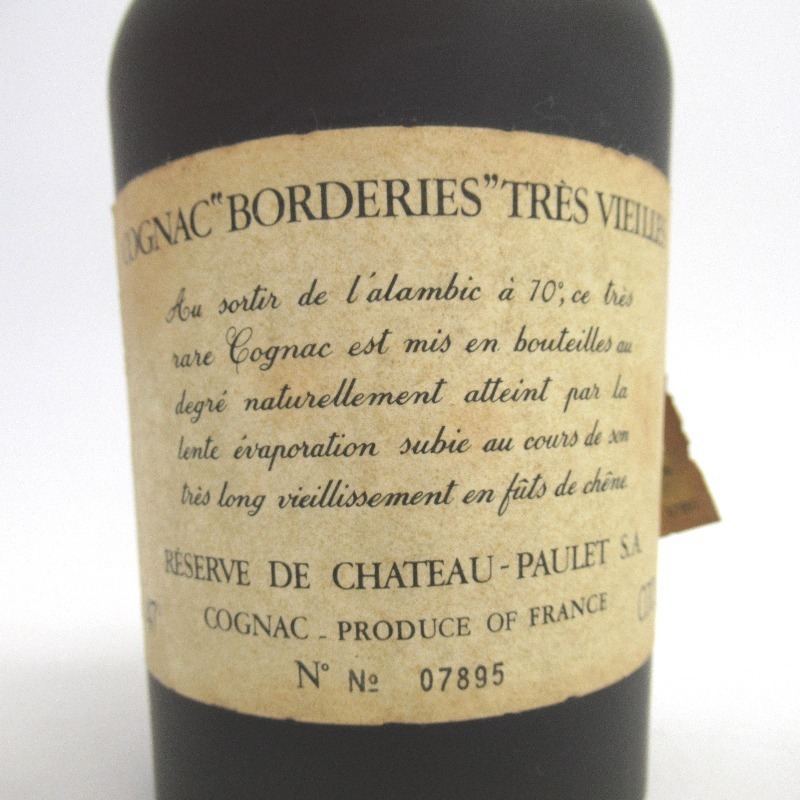 COGNAC "BORDERIES" TRÈS VIEILLES
Au sortir de l'alambic à 70°, ce très
rare Cognac est mis en bouteilles au
degré naturellement atteint par la
lente évaporation subie au cours de son
très long vieillissement en fûts de chêne
RÉSERVE DE CHATEAU-PAULET S.A.
COGNAC - PRODUCE OF FRANCE
N° № 07895